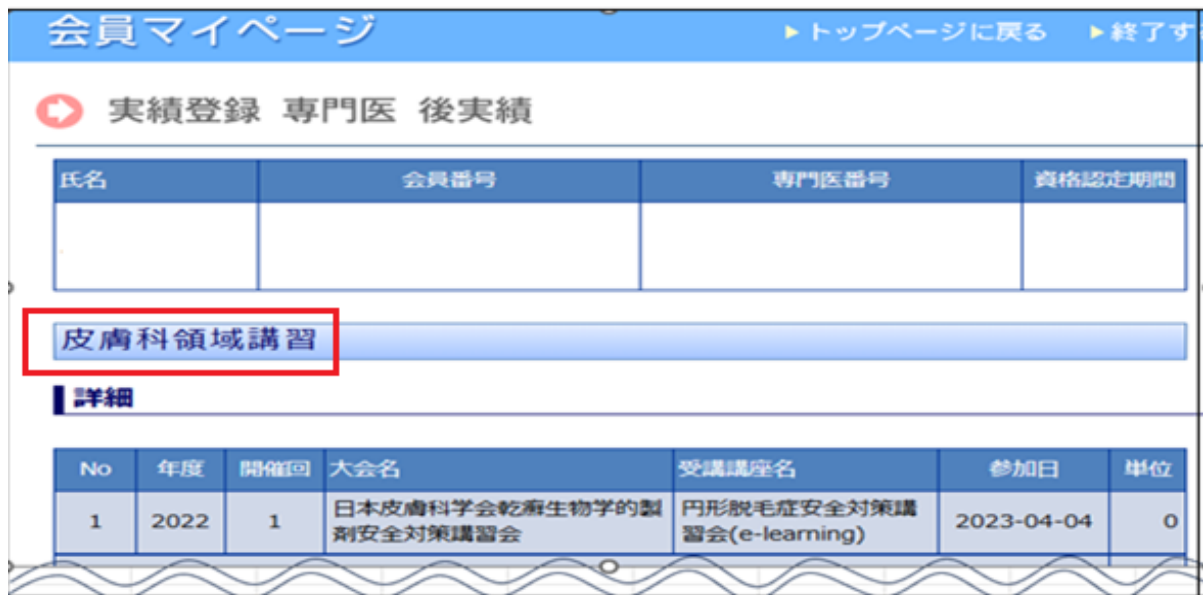 会員マイページ ▶トップページに戻る ▶終了す
実績登録 専門医 後実績
氏名 会員番号 専門医番号 資格認定期間
皮膚科領域講習
詳細
No 年度 開催回 大会名 受講講座名 参加日 単位
1 2022 1 日本皮膚科学会乾癬生物学的製 円形脱毛症安全対策講 2023-04-04 0
剤安全対策講習会 習会(e-learning)